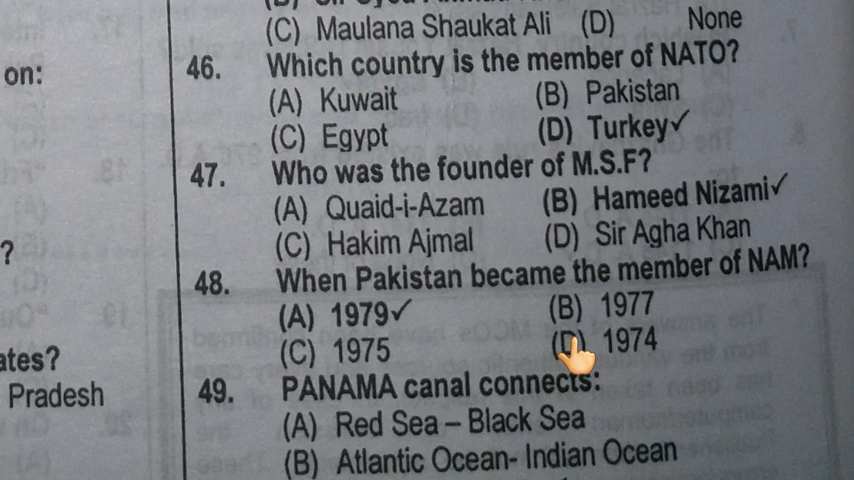 (C) Maulana Shaukat Ali (D) None
46. Which country is the member of NATO?
(A) Kuwait (B) Pakistan
(C) Egypt (D) Turkey✓
47. Who was the founder of M.S.F?
(A) Quaid-i-Azam (B) Hameed Nizami✓
(C) Hakim Ajmal (D) Sir Agha Khan
48. When Pakistan became the member of NAM?
(A) 1979✓ (B) 1977
(C) 1975 (D) 1974
49. PANAMA canal connects:
(A) Red Sea – Black Sea
(B) Atlantic Ocean- Indian Ocean
on:
?
ates?
Pradesh